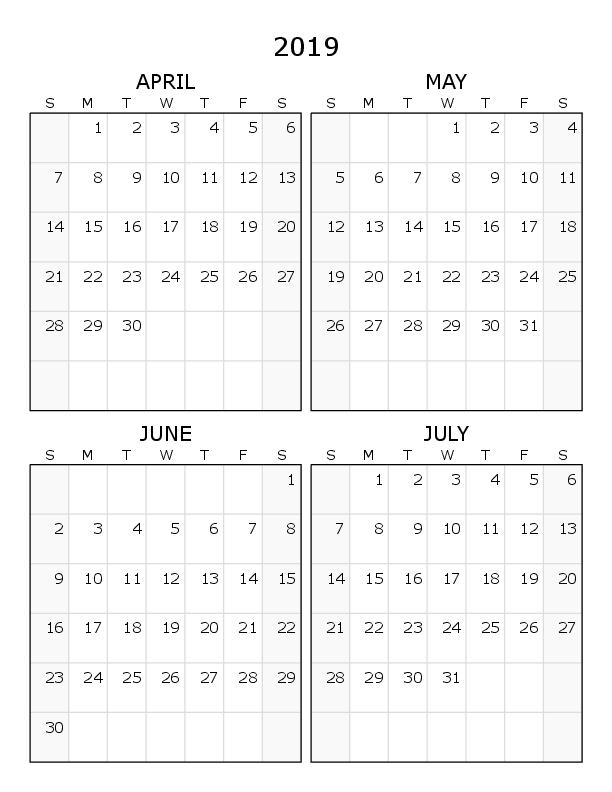 2019
APRIL
S M T W T F S
1 2 3 4 5 6
7 8 9 10 11 12 13
14 15 16 17 18 19 20
21 22 23 24 25 26 27
28 29 30
MAY
S M T W T F S
1 2 3 4
5 6 7 8 9 10 11
12 13 14 15 16 17 18
19 20 21 22 23 24 25
26 27 28 29 30 31
JUNE
S M T W T F S
1
2 3 4 5 6 7 8
9 10 11 12 13 14 15
16 17 18 19 20 21 22
23 24 25 26 27 28 29
30
JULY
S M T W T F S
1 2 3 4 5 6
7 8 9 10 11 12 13
14 15 16 17 18 19 20
21 22 23 24 25 26 27
28 29 30 31